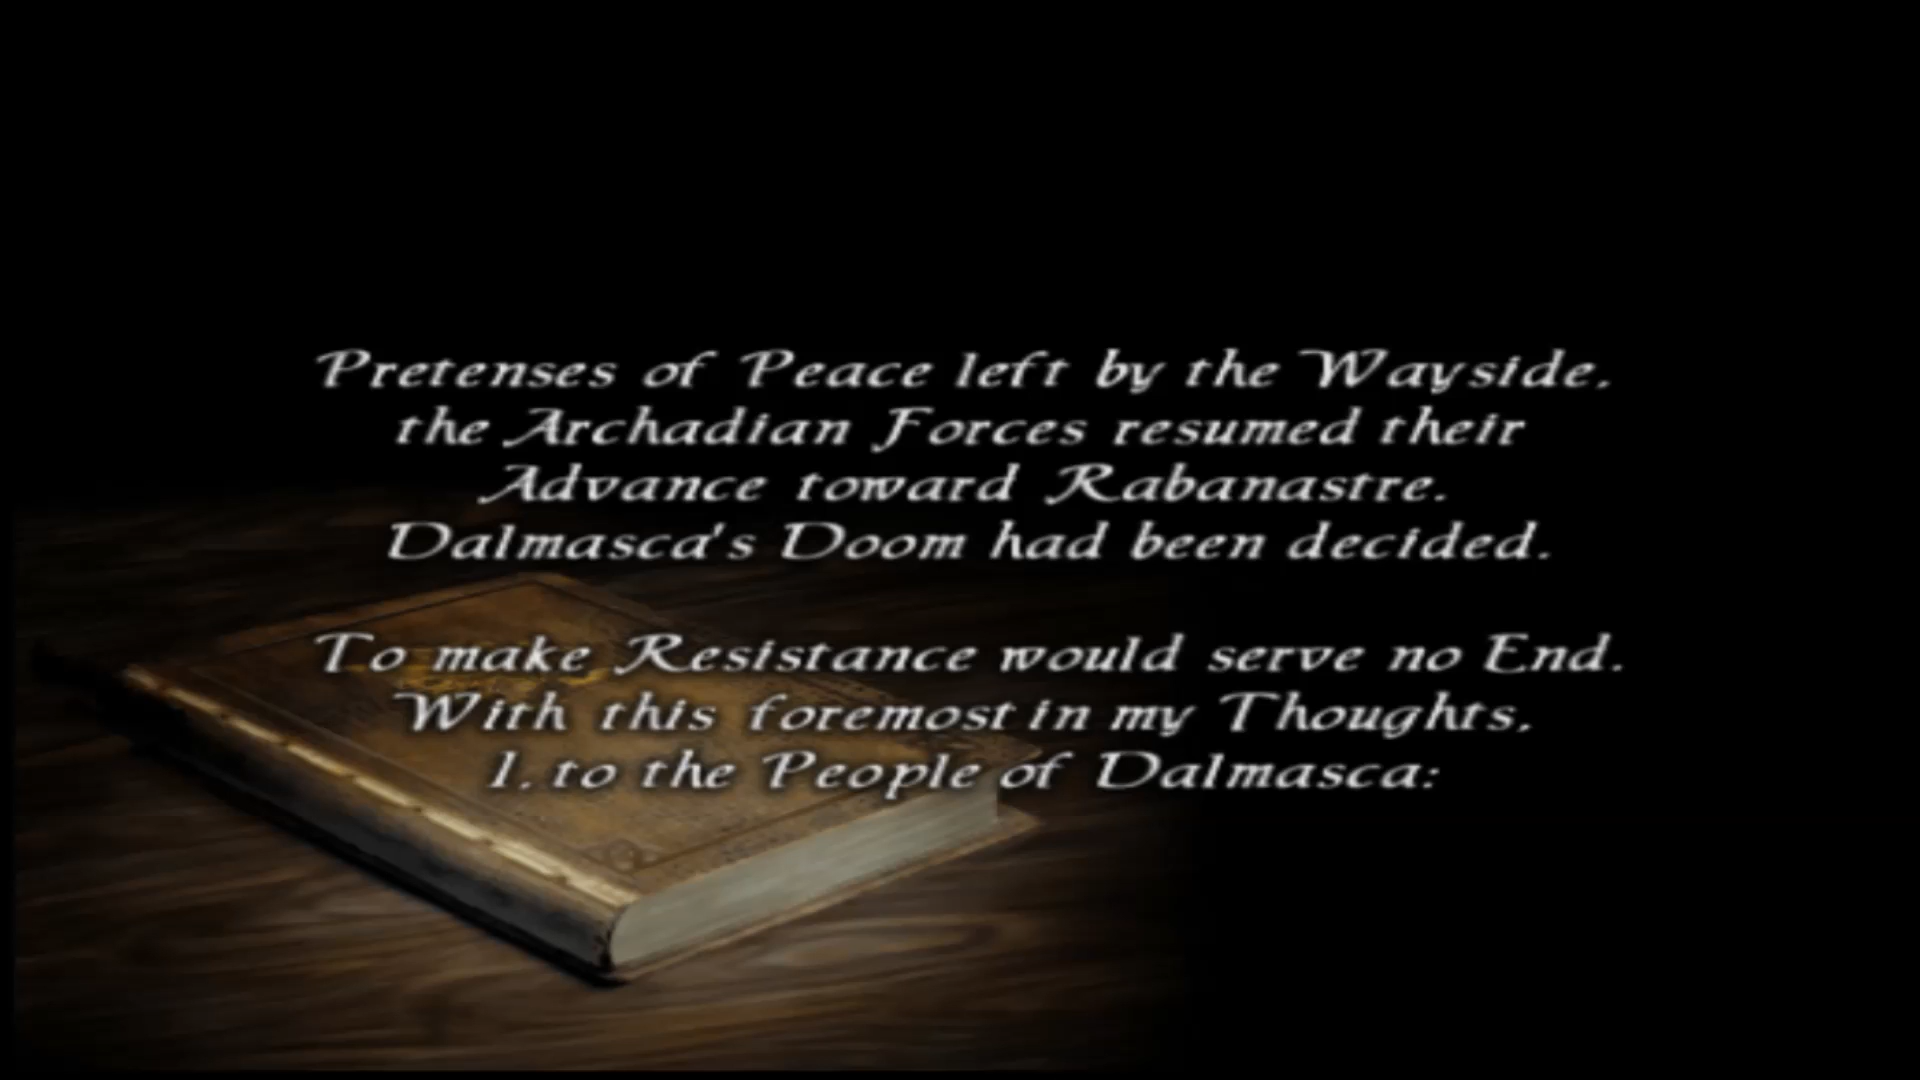 Pretenses of Peace left by the Wayside,
the Archadian Forces resumed their
Advance toward Rabanastre.
Dalmasca's Doom had been decided.
To make Resistance would serve no End.
With this foremost in my Thoughts,
I, to the People of Dalmasca: